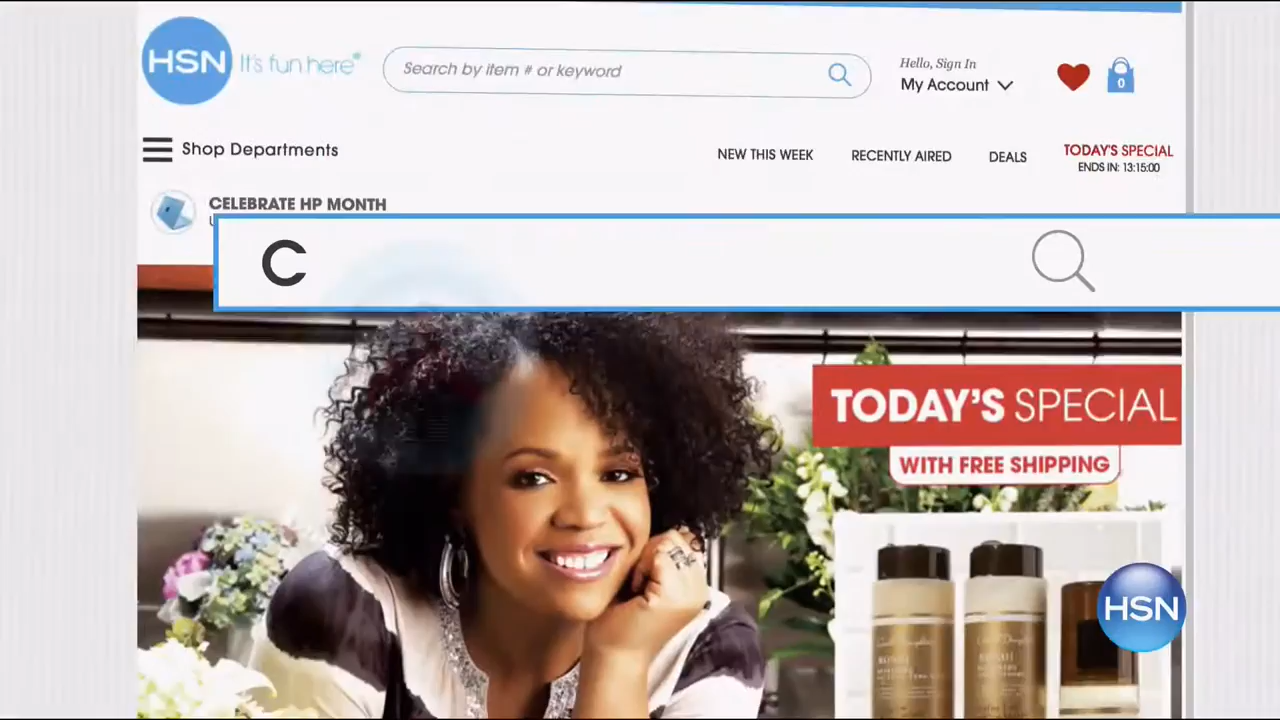 HSN It's fun here®
Search by item # or keyword
Hello, Sign In
My Account
0
Shop Departments
NEW THIS WEEK
RECENTLY AIRED
DEALS
TODAY'S SPECIAL
ENDS IN: 13:15:00
CELEBRATE HP MONTH
C
TODAY'S SPECIAL
WITH FREE SHIPPING
HSN